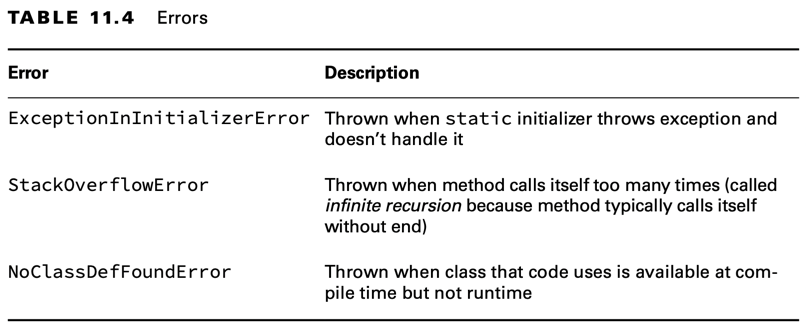 TABLE 11.4 Errors
Error Description
ExceptionInInitializerError Thrown when static initializer throws exception and
doesn’t handle it
StackOverflowError Thrown when method calls itself too many times (called
infinite recursion because method typically calls itself
without end)
NoClassDefFoundError Thrown when class that code uses is available at com-
pile time but not runtime